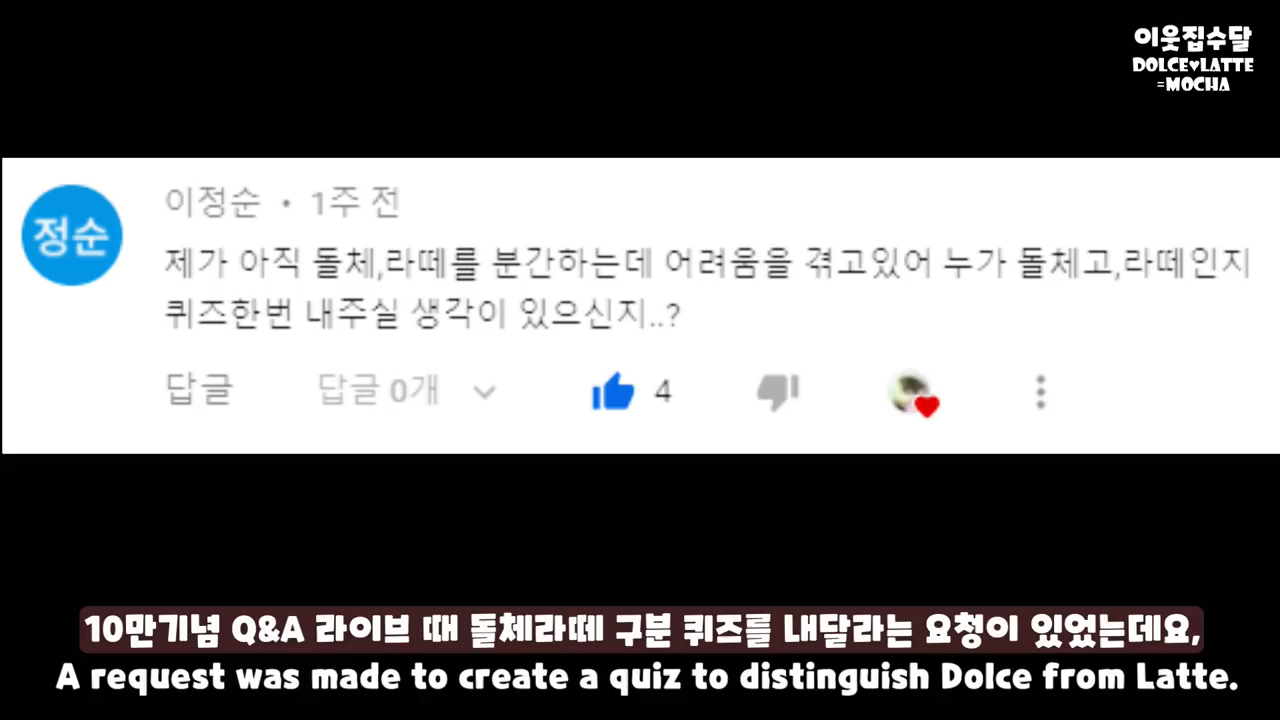 이웃집수달
DOLCE♥LATTE
=MOCHA
정순
이정순 • 1주 전
제가 아직 돌체,라떼를 분간하는데 어려움을 겪고있어 누가 돌체고,라떼인지
퀴즈한번 내주실 생각이 있으신지..?
답글 답글 0개 4
10만기념 Q&A 라이브 때 돌체라떼 구분 퀴즈를 내달라는 요청이 있었는데요,
A request was made to create a quiz to distinguish Dolce from Latte.